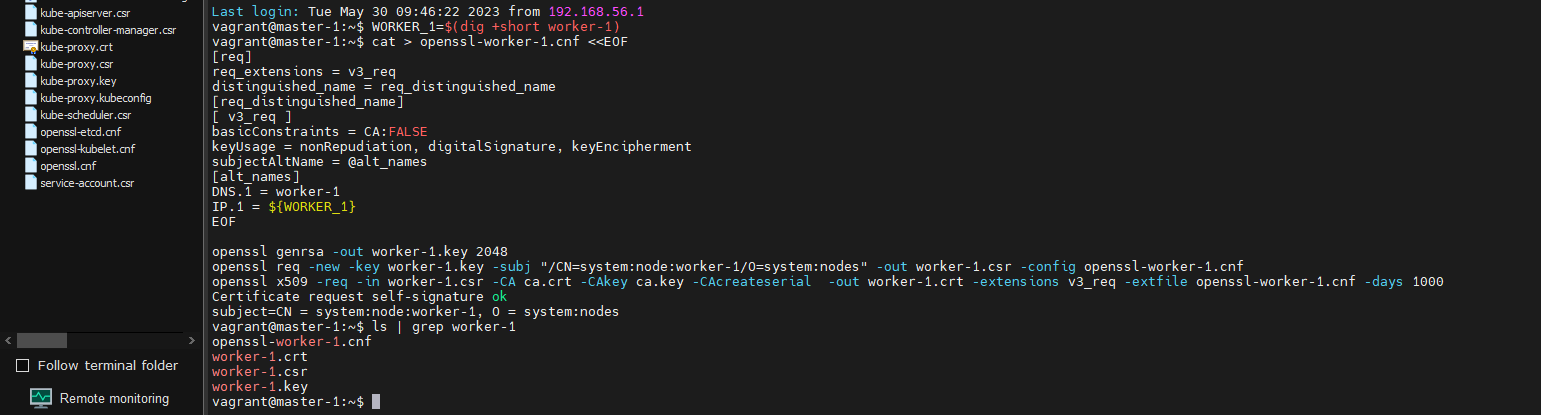 kube-apiserver.csr
kube-controller-manager.csr
kube-proxy.crt
kube-proxy.csr
kube-proxy.key
kube-proxy.kubeconfig
kube-scheduler.csr
openssl-etcd.cnf
openssl-kubelet.cnf
openssl.cnf
service-account.csr
Follow terminal folder
Remote monitoring
Last login: Tue May 30 09:46:22 2023 from 192.168.56.1
vagrant@master-1:~$ WORKER_1=$(dig +short worker-1)
vagrant@master-1:~$ cat > openssl-worker-1.cnf <<EOF
[req]
req_extensions = v3_req
distinguished_name = req_distinguished_name
[req_distinguished_name]
[ v3_req ]
basicConstraints = CA:FALSE
keyUsage = nonRepudiation, digitalSignature, keyEncipherment
subjectAltName = @alt_names
[alt_names]
DNS.1 = worker-1
IP.1 = ${WORKER_1}
EOF
openssl genrsa -out worker-1.key 2048
openssl req -new -key worker-1.key -subj "/CN=system:node:worker-1/O=system:nodes" -out worker-1.csr -config openssl-worker-1.cnf
openssl x509 -req -in worker-1.csr -CA ca.crt -CAkey ca.key -CAcreateserial  -out worker-1.crt -extensions v3_req -extfile openssl-worker-1.cnf -days 1000
Certificate request self-signature ok
subject=CN = system:node:worker-1, O = system:nodes
vagrant@master-1:~$ ls | grep worker-1
openssl-worker-1.cnf
worker-1.crt
worker-1.csr
worker-1.key
vagrant@master-1:~$